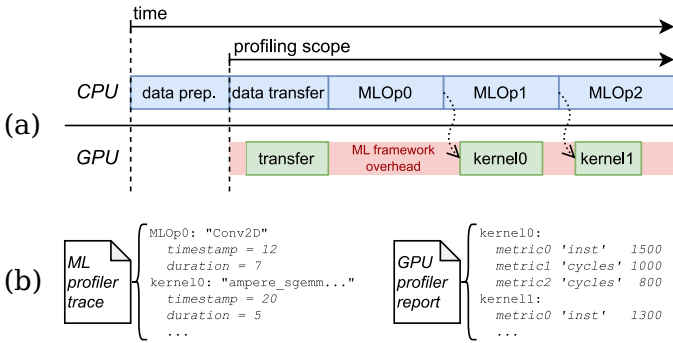 time
profiling scope
CPU data prep. data transfer MLOp0 MLOp1 MLOp2
(a)
GPU transfer ML framework overhead kernel0 kernel1
(b)
ML
profiler
trace
MLOp0: "Conv2D"
timestamp = 12
duration = 7
kernel0: "ampere_sgemm..."
timestamp = 20
duration = 5
...
GPU
profiler
report
kernel0:
metric0 'inst' 1500
metric1 'cycles' 1000
metric2 'cycles' 800
kernel1:
metric0 'inst' 1300
...